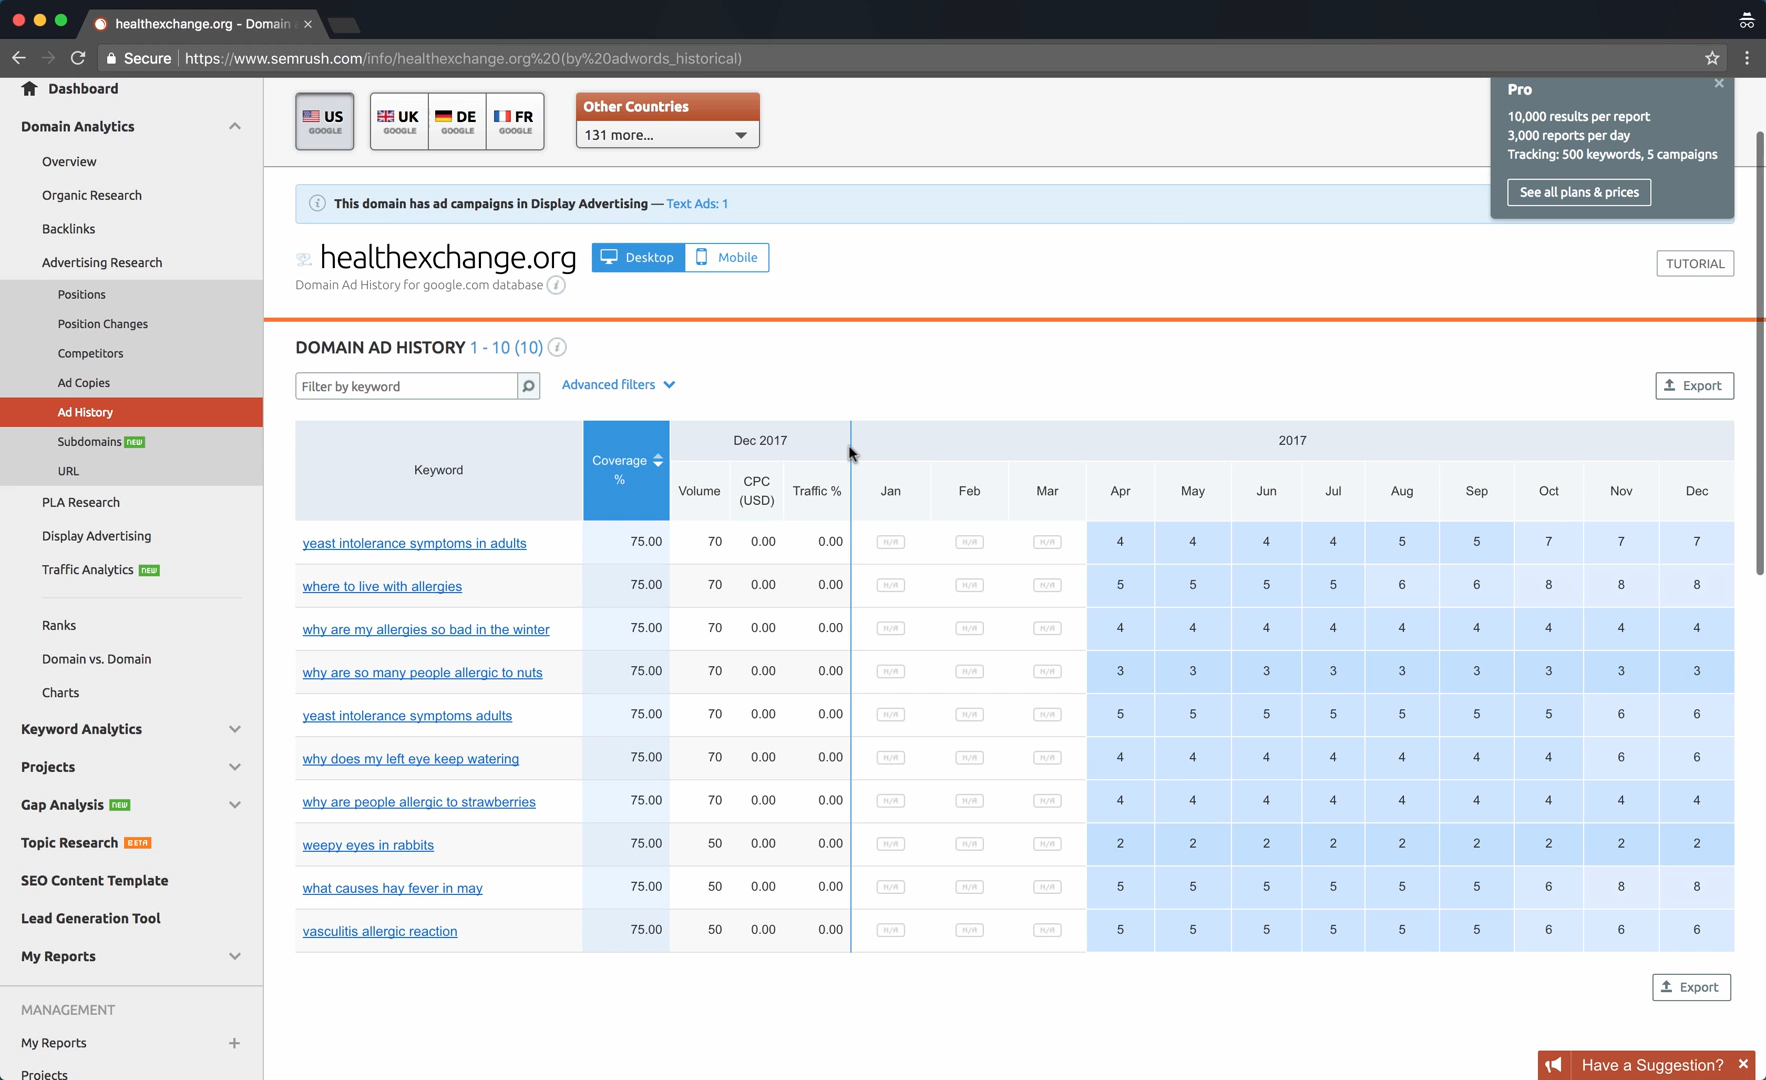 healthexchange.org - Domain
Secure
https://www.semrush.com/info/healthexchange.org%20(by%20adwords_historical)
Dashboard
Domain Analytics
Overview
Organic Research
Backlinks
Advertising Research
Positions
Position Changes
Competitors
Ad Copies
Ad History
Subdomains NEW
URL
PLA Research
Display Advertising
Traffic Analytics NEW
Ranks
Domain vs. Domain
Charts
Keyword Analytics
Projects
Gap Analysis NEW
Topic Research BETA
SEO Content Template
Lead Generation Tool
My Reports
MANAGEMENT
My Reports
Projects
US GOOGLE
UK GOOGLE
DE GOOGLE
FR GOOGLE
Other Countries
131 more...
Pro
10,000 results per report
3,000 reports per day
Tracking: 500 keywords, 5 campaigns
See all plans & prices
This domain has ad campaigns in Display Advertising — Text Ads: 1
healthexchange.org
Desktop
Mobile
TUTORIAL
Domain Ad History for google.com database
DOMAIN AD HISTORY 1 - 10 (10)
Filter by keyword
Advanced filters
Export
Keyword Coverage % Dec 2017 2017
Volume CPC (USD) Traffic % Jan Feb Mar Apr May Jun Jul Aug Sep Oct Nov Dec
yeast intolerance symptoms in adults 75.00 70 0.00 0.00 N/A N/A N/A 4 4 4 4 5 5 7 7 7
where to live with allergies 75.00 70 0.00 0.00 N/A N/A N/A 5 5 5 5 6 6 8 8 8
why are my allergies so bad in the winter 75.00 70 0.00 0.00 N/A N/A N/A 4 4 4 4 4 4 4 4 4
why are so many people allergic to nuts 75.00 70 0.00 0.00 N/A N/A N/A 3 3 3 3 3 3 3 3 3
yeast intolerance symptoms adults 75.00 70 0.00 0.00 N/A N/A N/A 5 5 5 5 5 5 5 6 6
why does my left eye keep watering 75.00 70 0.00 0.00 N/A N/A N/A 4 4 4 4 4 4 4 6 6
why are people allergic to strawberries 75.00 70 0.00 0.00 N/A N/A N/A 4 4 4 4 4 4 4 4 4
weepy eyes in rabbits 75.00 50 0.00 0.00 N/A N/A N/A 2 2 2 2 2 2 2 2 2
what causes hay fever in may 75.00 50 0.00 0.00 N/A N/A N/A 5 5 5 5 5 5 6 8 8
vasculitis allergic reaction 75.00 50 0.00 0.00 N/A N/A N/A 5 5 5 5 5 5 6 6 6
Export
Have a Suggestion?